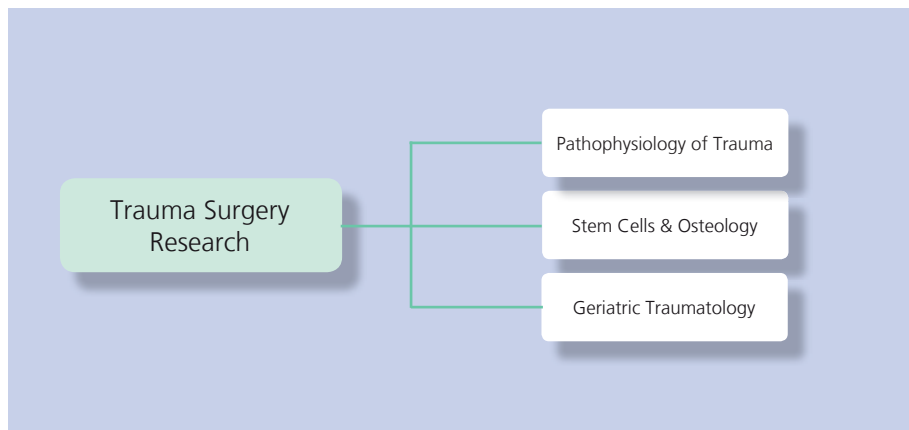 Trauma Surgery
Research
Pathophysiology of Trauma
Stem Cells & Osteology
Geriatric Traumatology